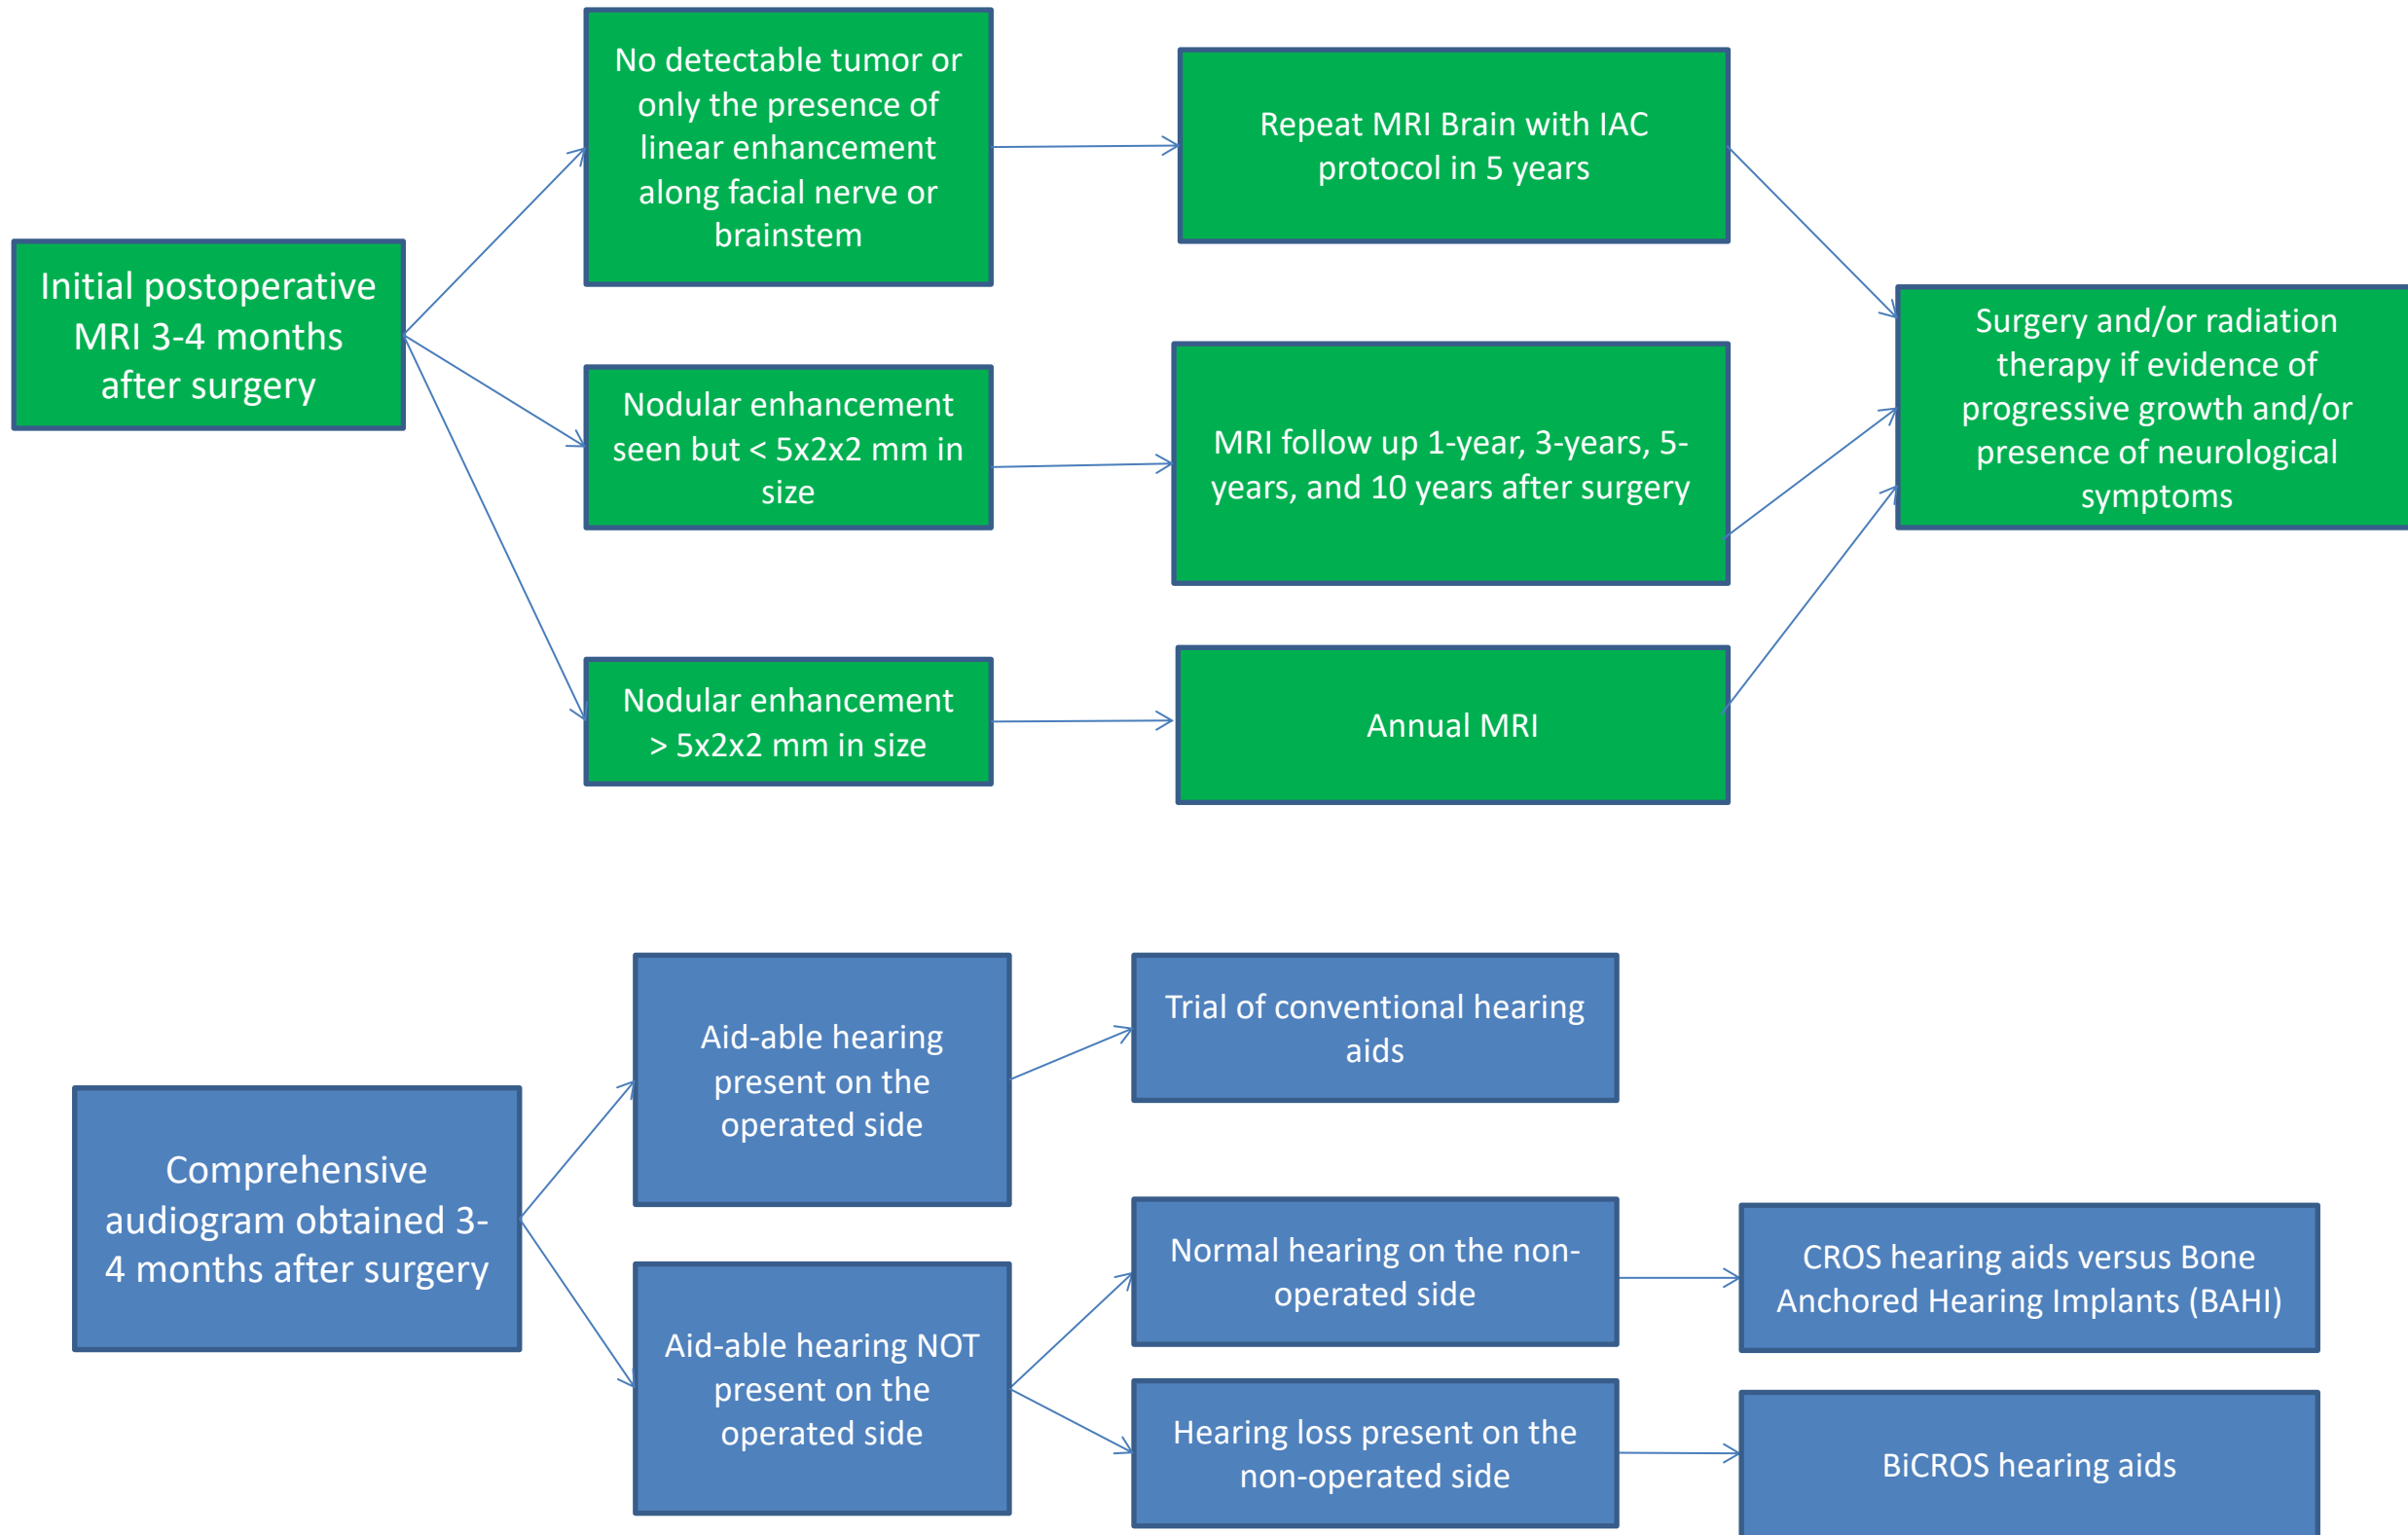 No detectable tumor or
only the presence of
linear enhancement
along facial nerve or
brainstem
Repeat MRI Brain with IAC
protocol in 5 years
Initial postoperative
MRI 3-4 months
after surgery
Surgery and/or radiation
therapy if evidence of
progressive growth and/or
presence of neurological
symptoms
Nodular enhancement
seen but < 5x2x2 mm in
size
MRI follow up 1-year, 3-years, 5-
years, and 10 years after surgery
Nodular enhancement
> 5x2x2 mm in size
Annual MRI
Aid-able hearing
present on the
operated side
Trial of conventional hearing
aids
Comprehensive
audiogram obtained 3-
4 months after surgery
Normal hearing on the non-
operated side
CROS hearing aids versus Bone
Anchored Hearing Implants (BAHI)
Aid-able hearing NOT
present on the
operated side
Hearing loss present on the
non-operated side
BiCROS hearing aids